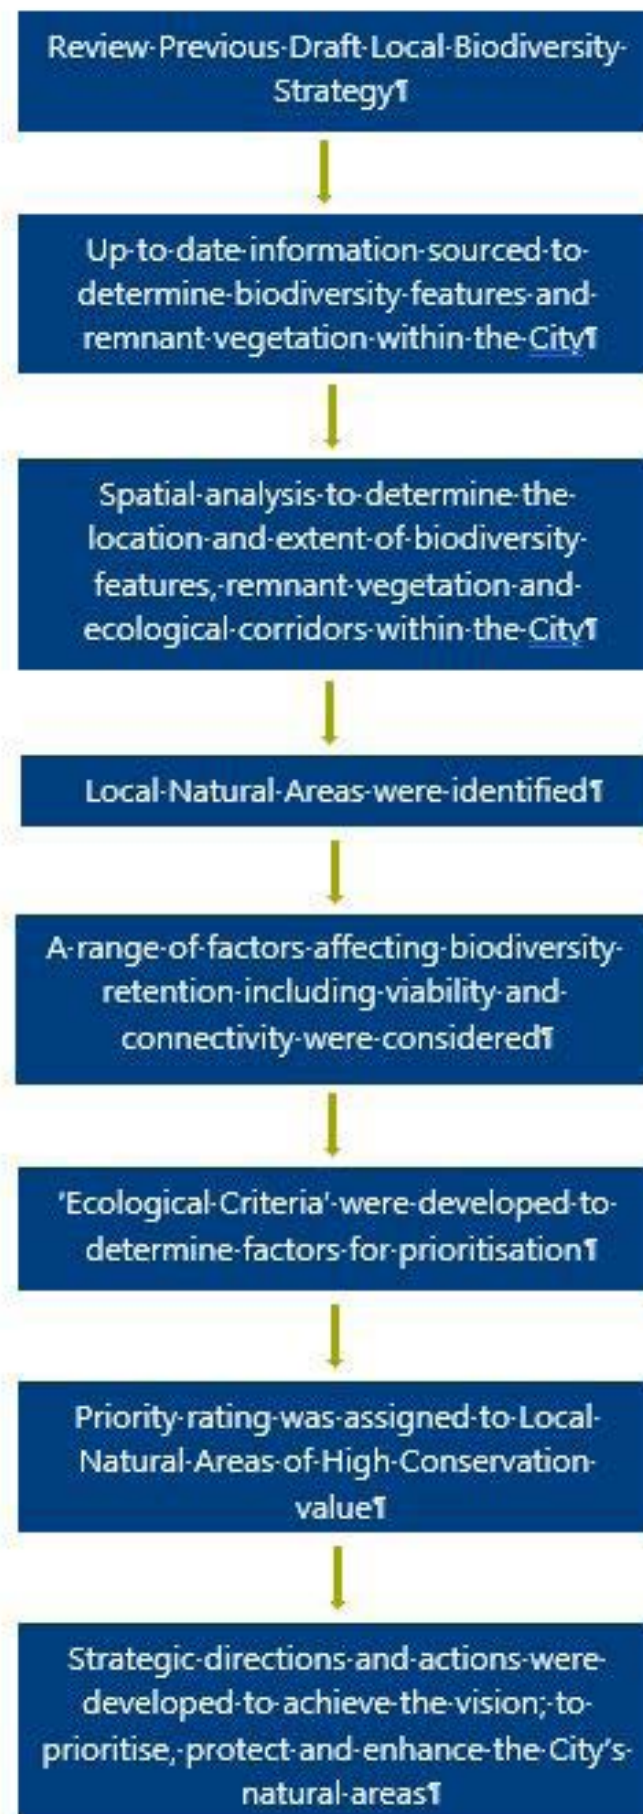 Review·Previous·Draft·Local·Biodiversity·
Strategy¶
Up·to·date·information·sourced·to·
determine·biodiversity·features·and·
remnant·vegetation·within·the·City¶
Spatial·analysis·to·determine·the·
location·and·extent·of·biodiversity·
features,·remnant·vegetation·and·
ecological·corridors·within·the·City¶
Local·Natural·Areas·were·identified¶
A·range·of·factors·affecting·biodiversity·
retention·including·viability·and·
connectivity·were·considered¶
'Ecological·Criteria'·were·developed·to·
determine·factors·for·prioritisation¶
Priority·rating·was·assigned·to·Local·
Natural·Areas·of·High·Conservation·
value¶
Strategic·directions·and·actions·were·
developed·to·achieve·the·vision;·to·
prioritise,·protect·and·enhance·the·City's·
natural·areas¶